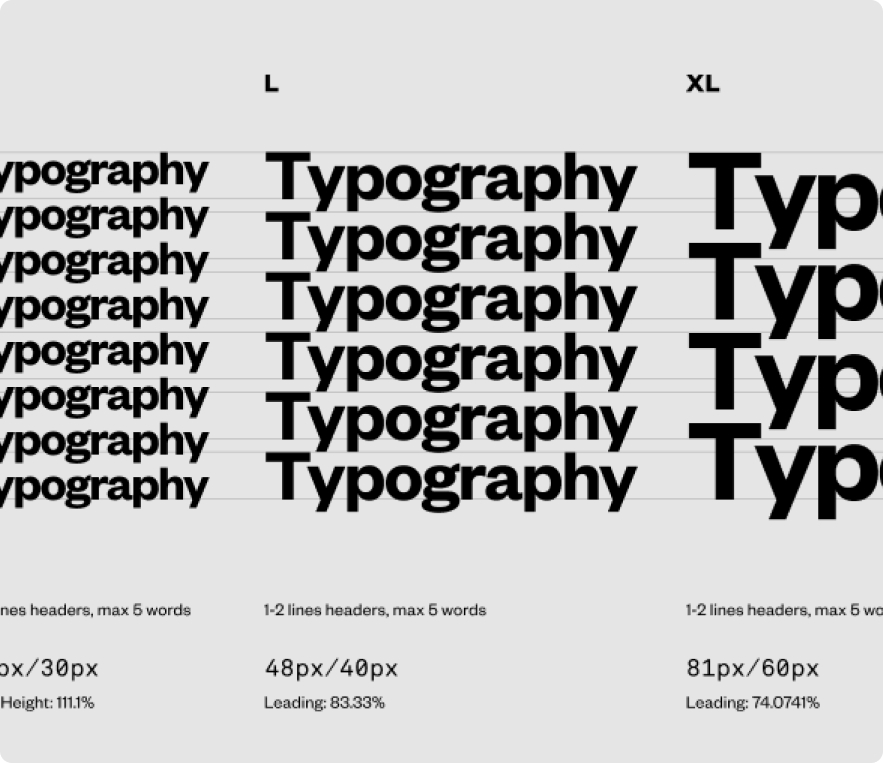 L
XL
ypography
ypography
ypography
ypography
ypography
ypography
ypography
ypography
Typography
Typography
Typography
Typography
Typography
Typography
Typ
Typ
Typ
Typ
nes headers, max 5 words
1-2 lines headers, max 5 words
1-2 lines headers, max 5 wo
px/30px
48px/40px
81px/60px
Height: 111.1%
Leading: 83.33%
Leading: 74.0741%